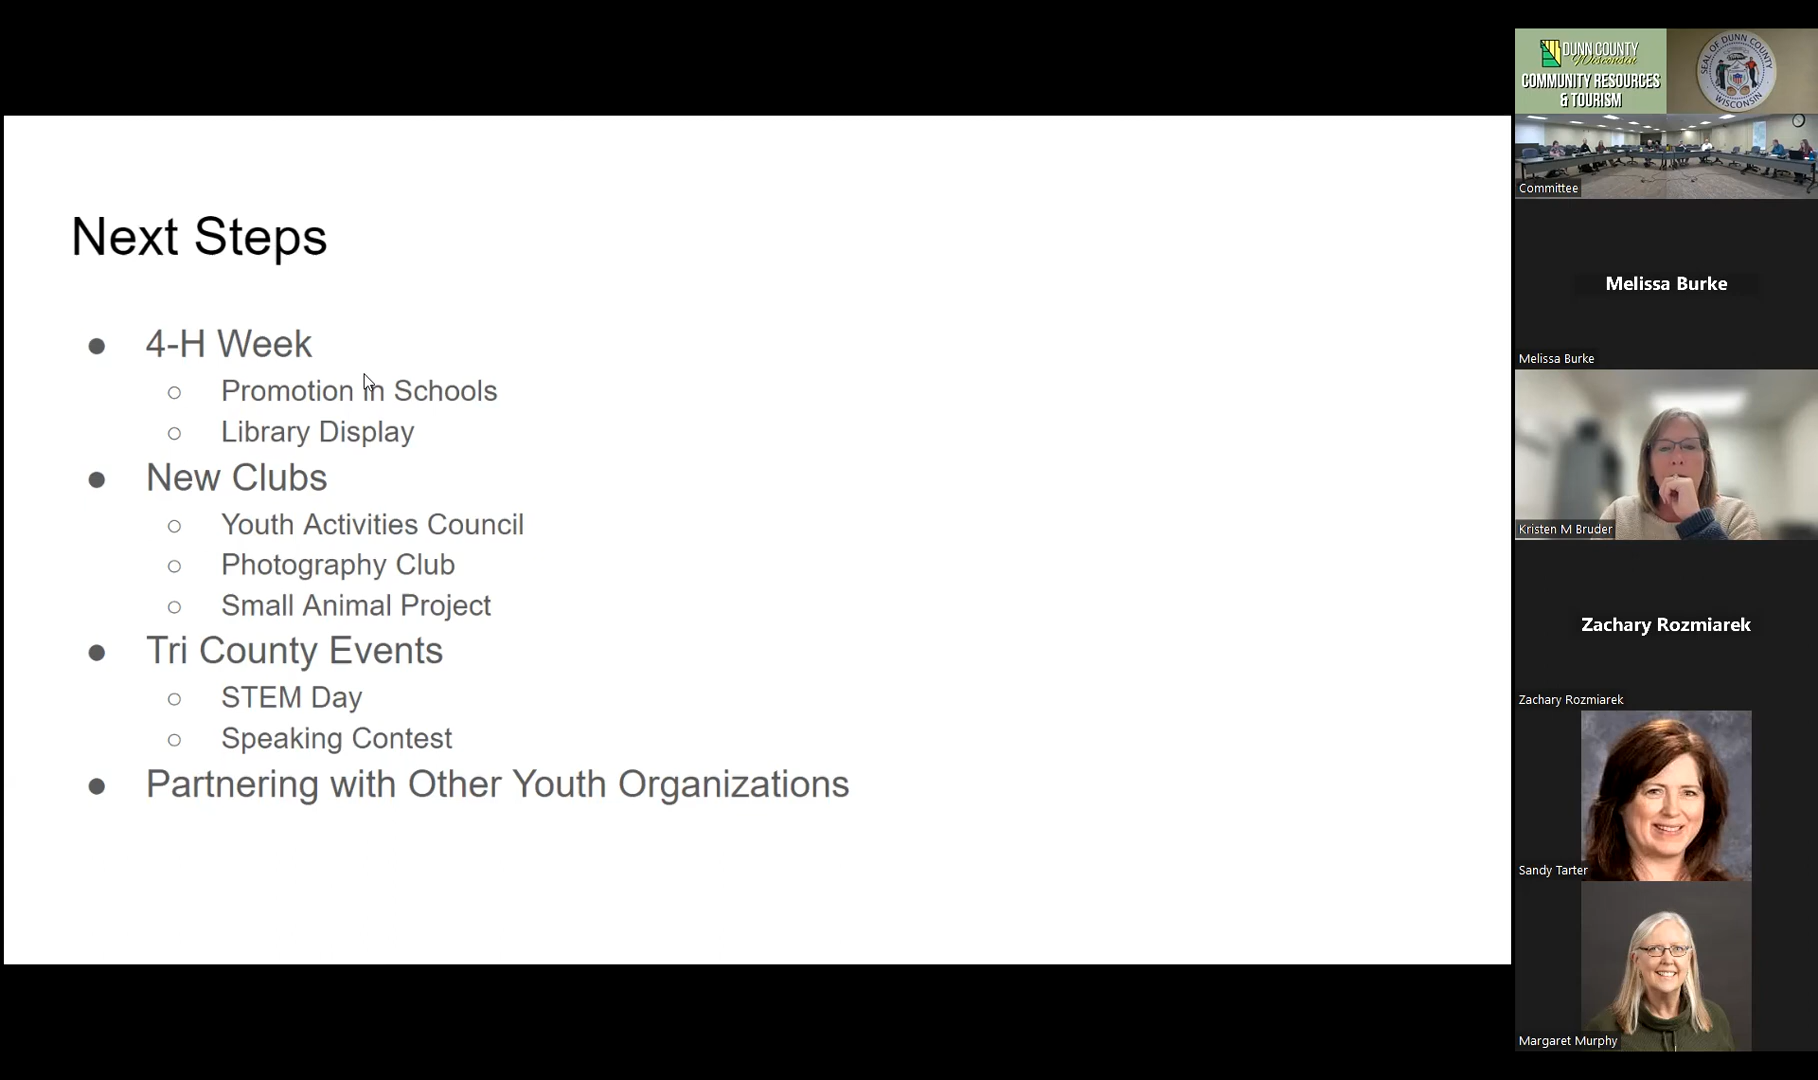 Next Steps
4-H Week
Promotion in Schools
Library Display
New Clubs
Youth Activities Council
Photography Club
Small Animal Project
Tri County Events
STEM Day
Speaking Contest
Partnering with Other Youth Organizations
DUNN COUNTY
Wisconsin
COMMUNITY RESOURCES
& TOURISM
SEAL OF DUNN COUNTY
WISCONSIN
Committee
Melissa Burke
Melissa Burke
Kristen M Bruder
Zachary Rozmiarek
Zachary Rozmiarek
Sandy Tarter
Margaret Murphy